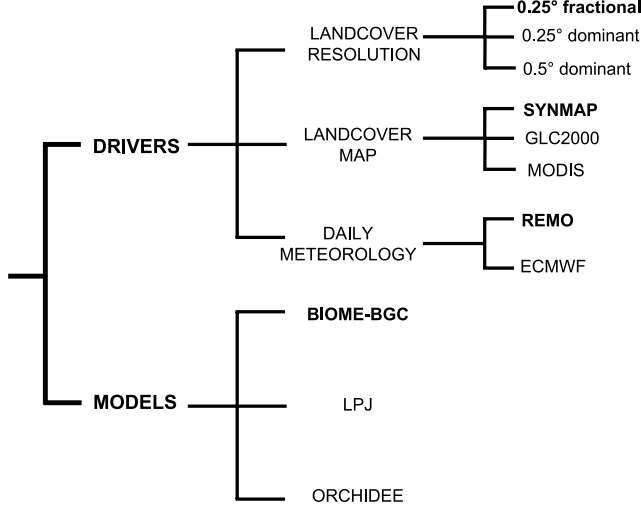 0.25° fractional
LANDCOVER
RESOLUTION
0.25° dominant
0.5° dominant
SYNMAP
DRIVERS
LANDCOVER
MAP
GLC2000
MODIS
REMO
DAILY
METEOROLOGY
ECMWF
BIOME-BGC
MODELS
LPJ
ORCHIDEE